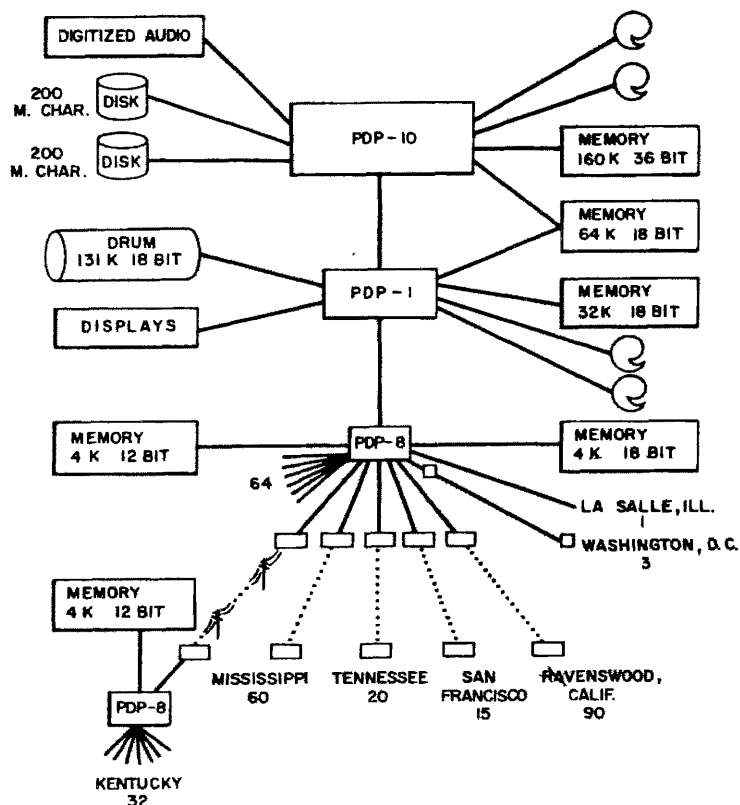 DIGITIZED AUDIO
200
M. CHAR.
DISK
200
M. CHAR.
DISK
PDP-10
MEMORY
160 K 36 BIT
MEMORY
64 K 18 BIT
DRUM
131 K 18 BIT
PDP-1
DISPLAYS
MEMORY
32 K 18 BIT
MEMORY
4 K 12 BIT
PDP-8
MEMORY
4 K 18 BIT
64
LA SALLE, ILL.
1
WASHINGTON, D.C.
3
MEMORY
4 K 12 BIT
MISSISSIPPI
60
TENNESSEE
20
SAN
FRANCISCO
15
RAVENSWOOD,
CALIF.
90
PDP-8
KENTUCKY
32